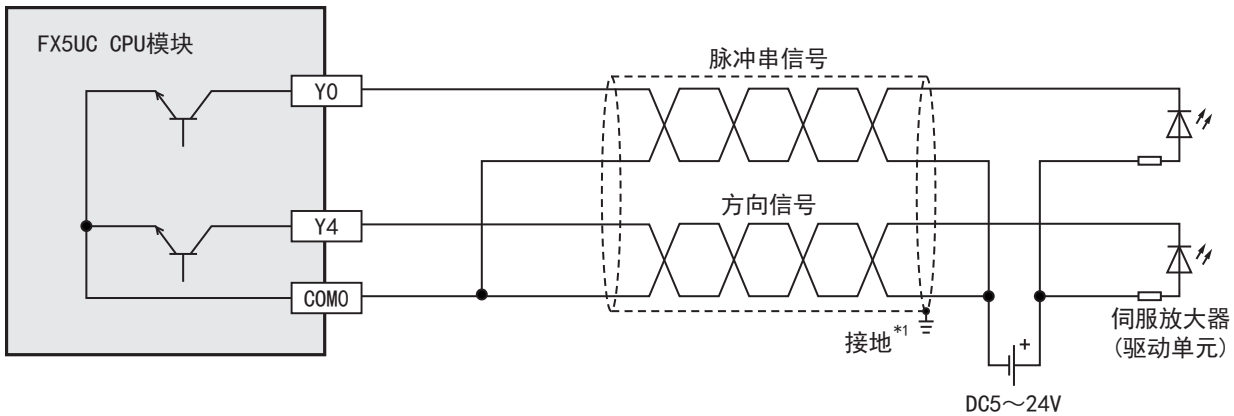 FX5UC CPU模块
脉冲串信号
Y0
方向信号
Y4
COM0
接地*1
伺服放大器
(驱动单元)
+
DC5～24V